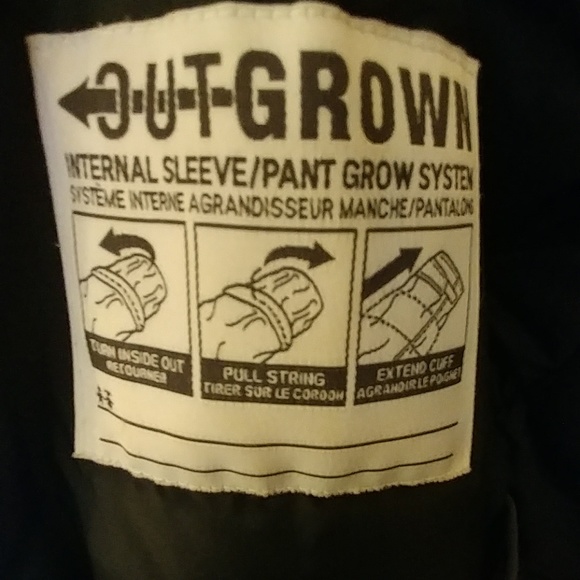 OUTGROWN
INTERNAL SLEEVE/PANT GROW SYSTEM
SYSTÈME INTERNE AGRANDISSEUR MANCHE/PANTALON
TURN INSIDE OUT
RETOURNER
PULL STRING
TIRER SUR LE CORDON
EXTEND CUFF
AGRANDIR LE POIGNET